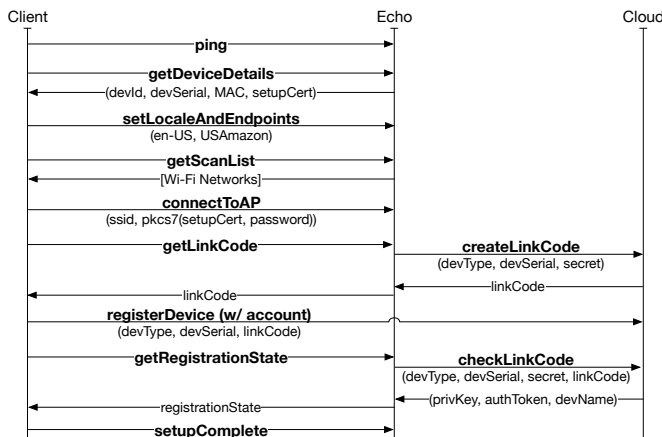 Client Echo Cloud
ping
getDeviceDetails
(devId, devSerial, MAC, setupCert)
setLocaleAndEndpoints
(en-US, USAmazon)
getScanList
[Wi-Fi Networks]
connectToAP
(ssid, pkcs7(setupCert, password))
getLinkCode
createLinkCode
(devType, devSerial, secret)
linkCode
linkCode
registerDevice (w/ account)
(devType, devSerial, linkCode)
getRegistrationState
checkLinkCode
(devType, devSerial, secret, linkCode)
(privKey, authToken, devName)
registrationState
setupComplete